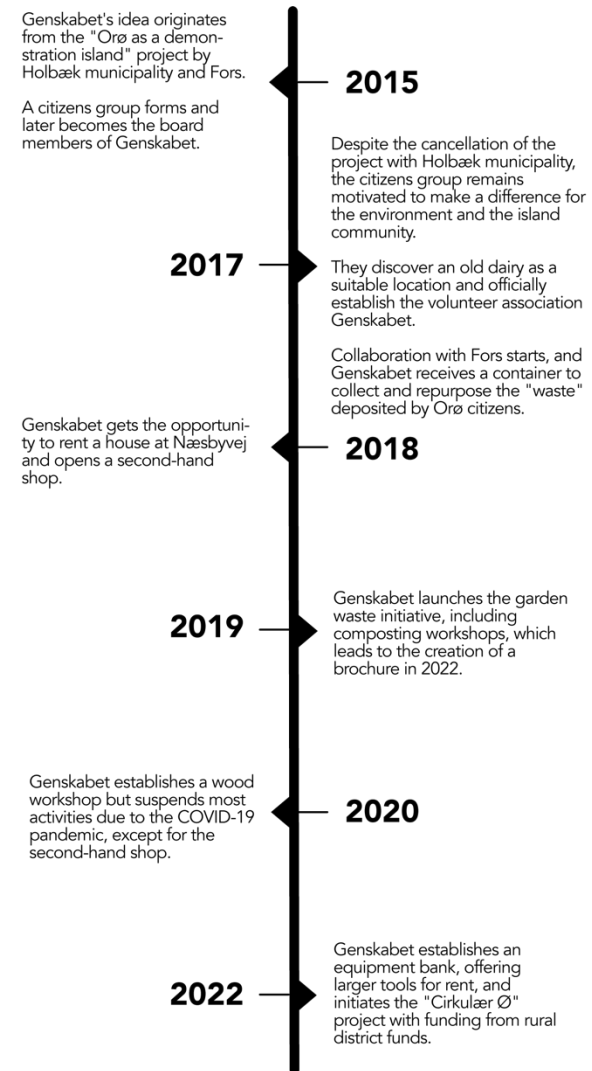 Genskabet's idea originates
from the "Orø as a demon-
stration island" project by
Holbæk municipality and Fors.
A citizens group forms and
later becomes the board
members of Genskabet.
2015
Despite the cancellation of the
project with Holbæk municipality,
the citizens group remains
motivated to make a difference for
the environment and the island
community.
2017
They discover an old dairy as a
suitable location and officially
establish the volunteer association
Genskabet.
Collaboration with Fors starts, and
Genskabet receives a container to
collect and repurpose the "waste"
deposited by Orø citizens.
Genskabet gets the opportuni-
ty to rent a house at Næsbyvej
and opens a second-hand
shop.
2018
2019
Genskabet launches the garden
waste initiative, including
composting workshops, which
leads to the creation of a
brochure in 2022.
Genskabet establishes a wood
workshop but suspends most
activities due to the COVID-19
pandemic, except for the
second-hand shop.
2020
2022
Genskabet establishes an
equipment bank, offering
larger tools for rent, and
initiates the "Cirkulær Ø"
project with funding from rural
district funds.